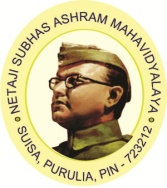 • NETAJI SUBHAS ASHRAM MAHAVIDYALAYA •
SUISA, PURULIA, PIN - 723212